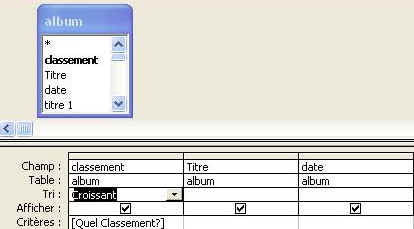 album
*
classement
Titre
date
titre 1
Champ : classement Titre date
Table : album album album
Tri : Croissant
Afficher :
Critères : [Quel Classement?]